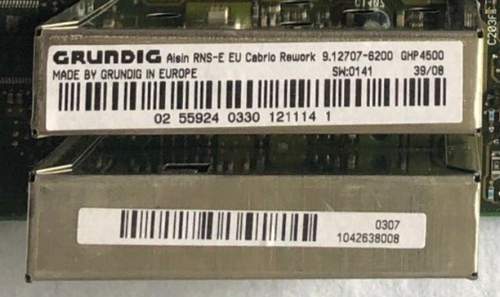 GRUNDIG Aisin RNS-E EU Cabrio Rework 9.12707-6200 GHP4500
MADE BY GRUNDIG IN EUROPE SW:0141 39/08
02 55924 0330 121114 1
0307
1042638008